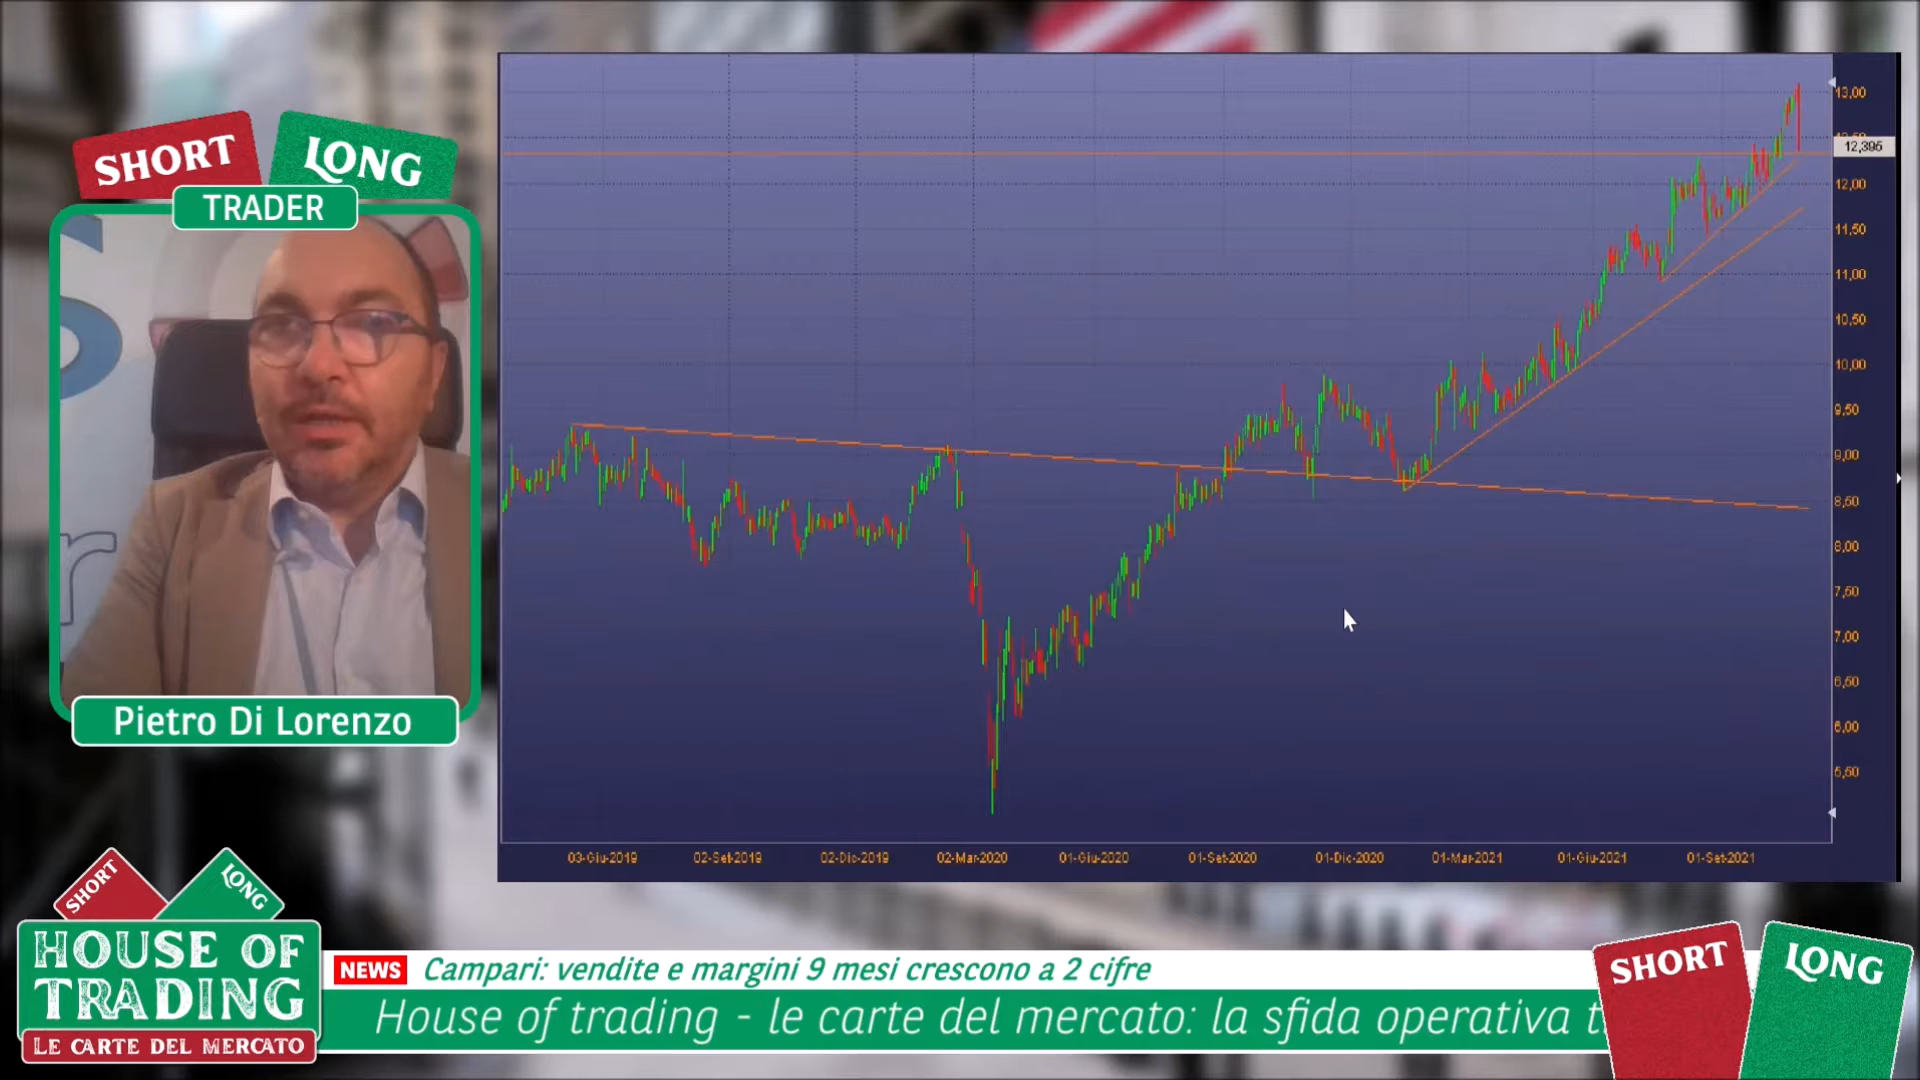 SHORT
LONG
TRADER
Pietro Di Lorenzo
13,00
12,395
12,00
11,50
11,00
10,50
10,00
9,50
9,00
8,50
8,00
7,50
7,00
6,50
6,00
5,50
03-Giu-2019
02-Set-2019
02-Dic-2019
02-Mar-2020
01-Giu-2020
01-Set-2020
01-Dic-2020
01-Mar-2021
01-Giu-2021
01-Set-2021
SHORT
LONG
HOUSE OF
TRADING
LE CARTE DEL MERCATO
NEWS Campari: vendite e margini 9 mesi crescono a 2 cifre
House of trading - le carte del mercato: la sfida operativa t
SHORT
LONG